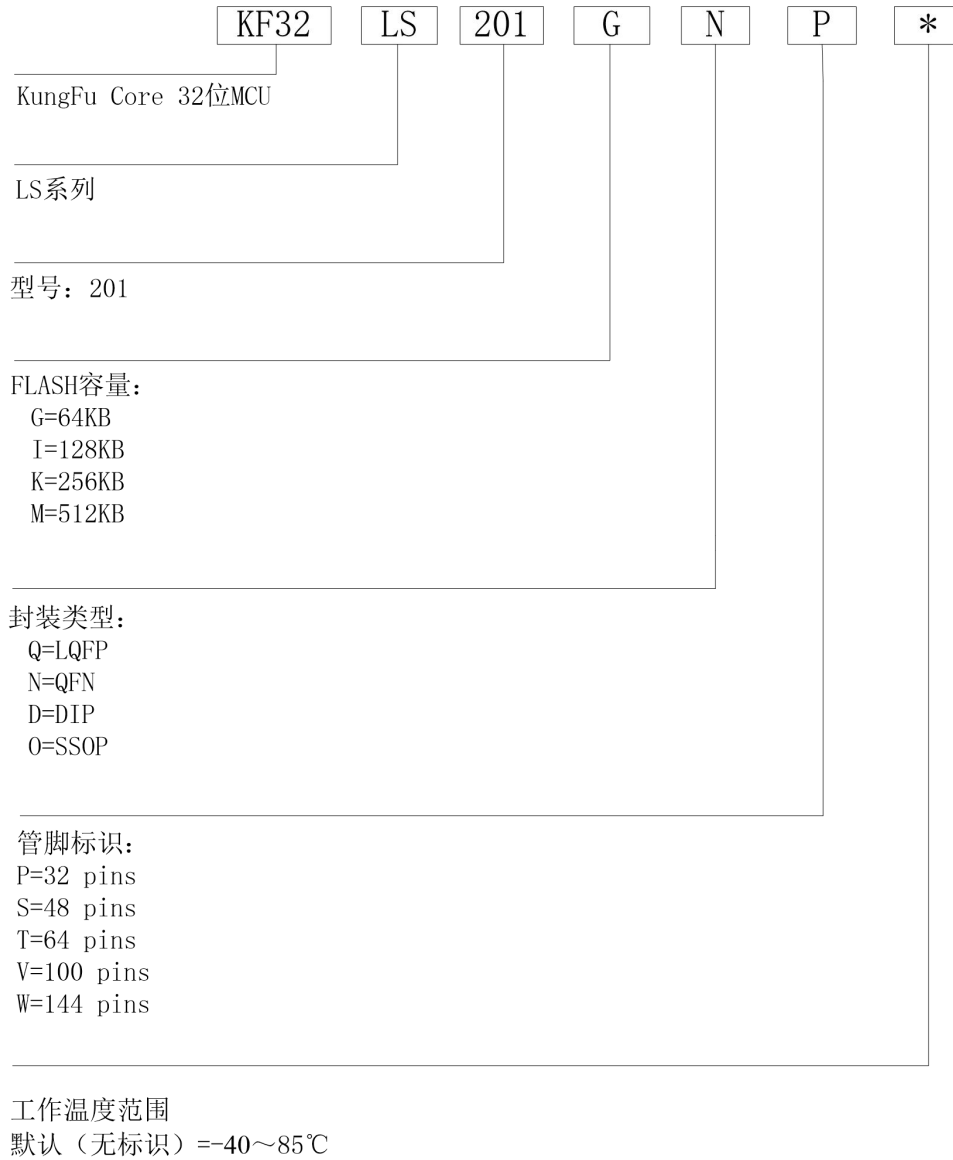 KF32 LS 201 G N P *
KungFu Core 32位MCU
LS系列
型号：201
FLASH容量：
G=64KB
I=128KB
K=256KB
M=512KB
封装类型：
Q=LQFP
N=QFN
D=DIP
O=SSOP
管脚标识：
P=32 pins
S=48 pins
T=64 pins
V=100 pins
W=144 pins
工作温度范围
默认（无标识）=-40～85℃